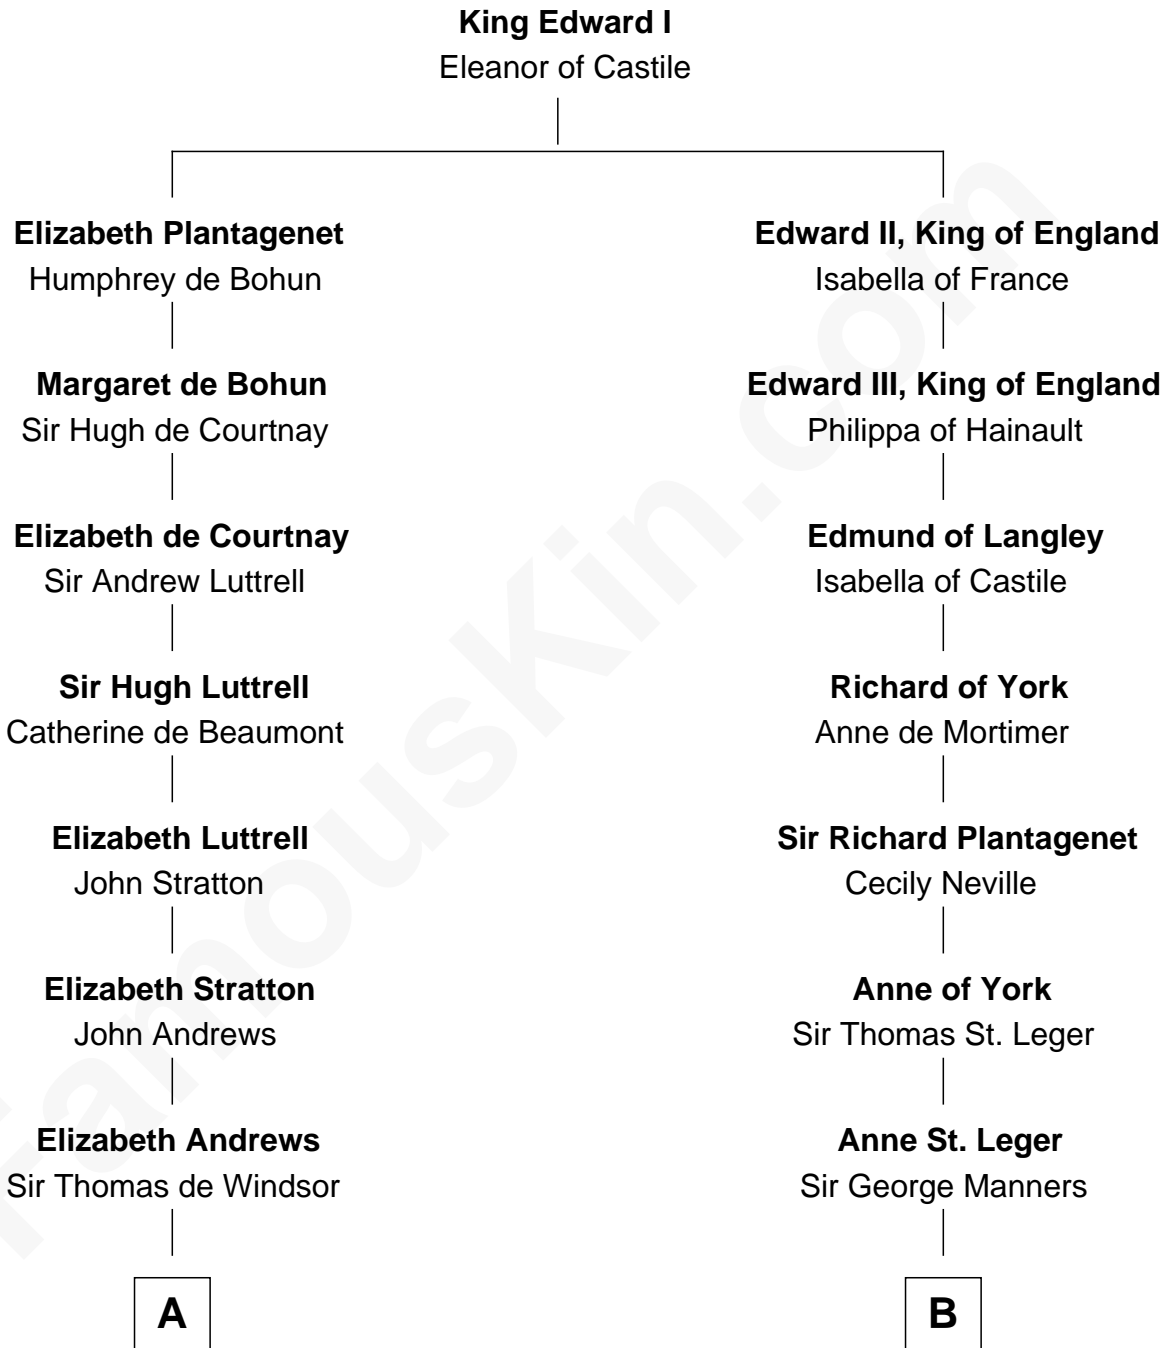 King Edward I
Eleanor of Castile
Elizabeth Plantagenet
Humphrey de Bohun
Edward II, King of England
Isabella of France
Margaret de Bohun
Sir Hugh de Courtnay
Edward III, King of England
Philippa of Hainault
Elizabeth de Courtnay
Sir Andrew Luttrell
Edmund of Langley
Isabella of Castile
Sir Hugh Luttrell
Catherine de Beaumont
Richard of York
Anne de Mortimer
Elizabeth Luttrell
John Stratton
Sir Richard Plantagenet
Cecily Neville
Elizabeth Stratton
John Andrews
Anne of York
Sir Thomas St. Leger
Elizabeth Andrews
Sir Thomas de Windsor
Anne St. Leger
Sir George Manners
A
B
FamousKin.com